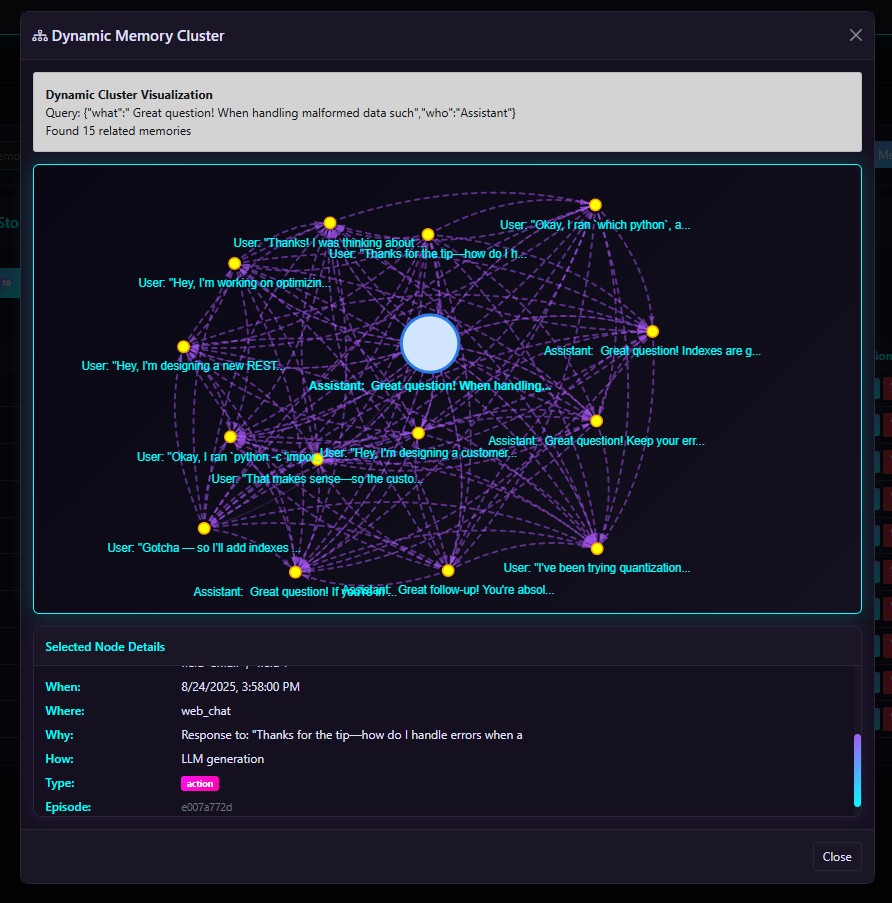 Dynamic Memory Cluster
Dynamic Cluster Visualization
Query: {"what":" Great question! When handling malformed data such","who":"Assistant"}
Found 15 related memories
User: "Okay, I ran `which python`, a...
User: "Thanks! I was thinking about ...
User: "Thanks for the tip—how do I h...
User: "Hey, I'm working on optimizin...
Assistant:  Great question! Indexes are g...
User: "Hey, I'm designing a new REST...
Assistant:  Great question! When handling...
Assistant:  Great question! Keep your err...
User: "Okay, I ran `python -c 'impo
User: "Hey, I'm designing a customer...
User: "That makes sense—so the custo...
User: "Gotcha — so I'll add indexes ...
User: "I've been trying quantization...
Assistant:  Great question! If you're in ...
Assistant:  Great follow-up! You're absol...
Selected Node Details
When: 8/24/2025, 3:58:00 PM
Where: web_chat
Why: Response to: "Thanks for the tip—how do I handle errors when a
How: LLM generation
Type: action
Episode: e007a772d
Close